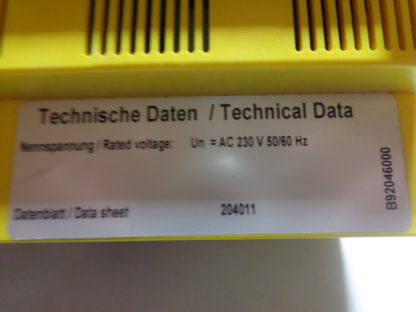 Technische Daten / Technical Data
Nennspannung / Rated voltage: Un = AC 230 V 50/60 Hz
Datenblatt / Data sheet 204011
B92046000